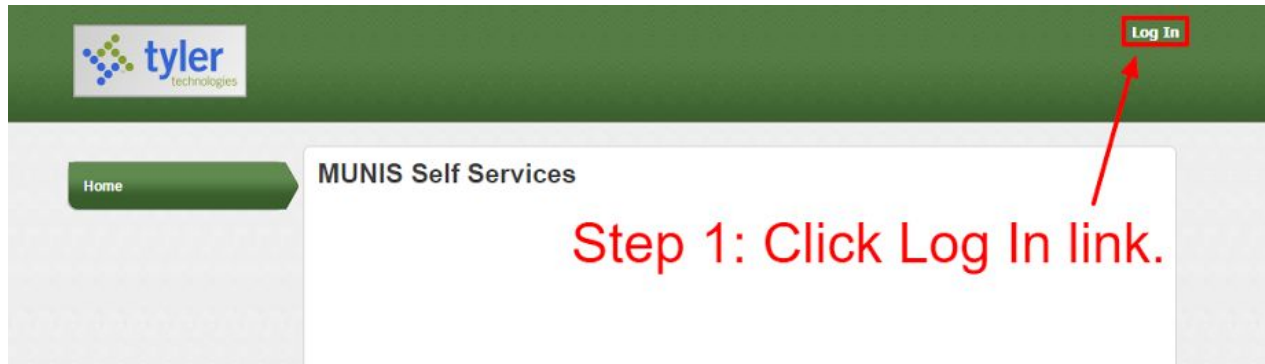 Log In
tyler
technologies
Home
MUNIS Self Services
Step 1: Click Log In link.